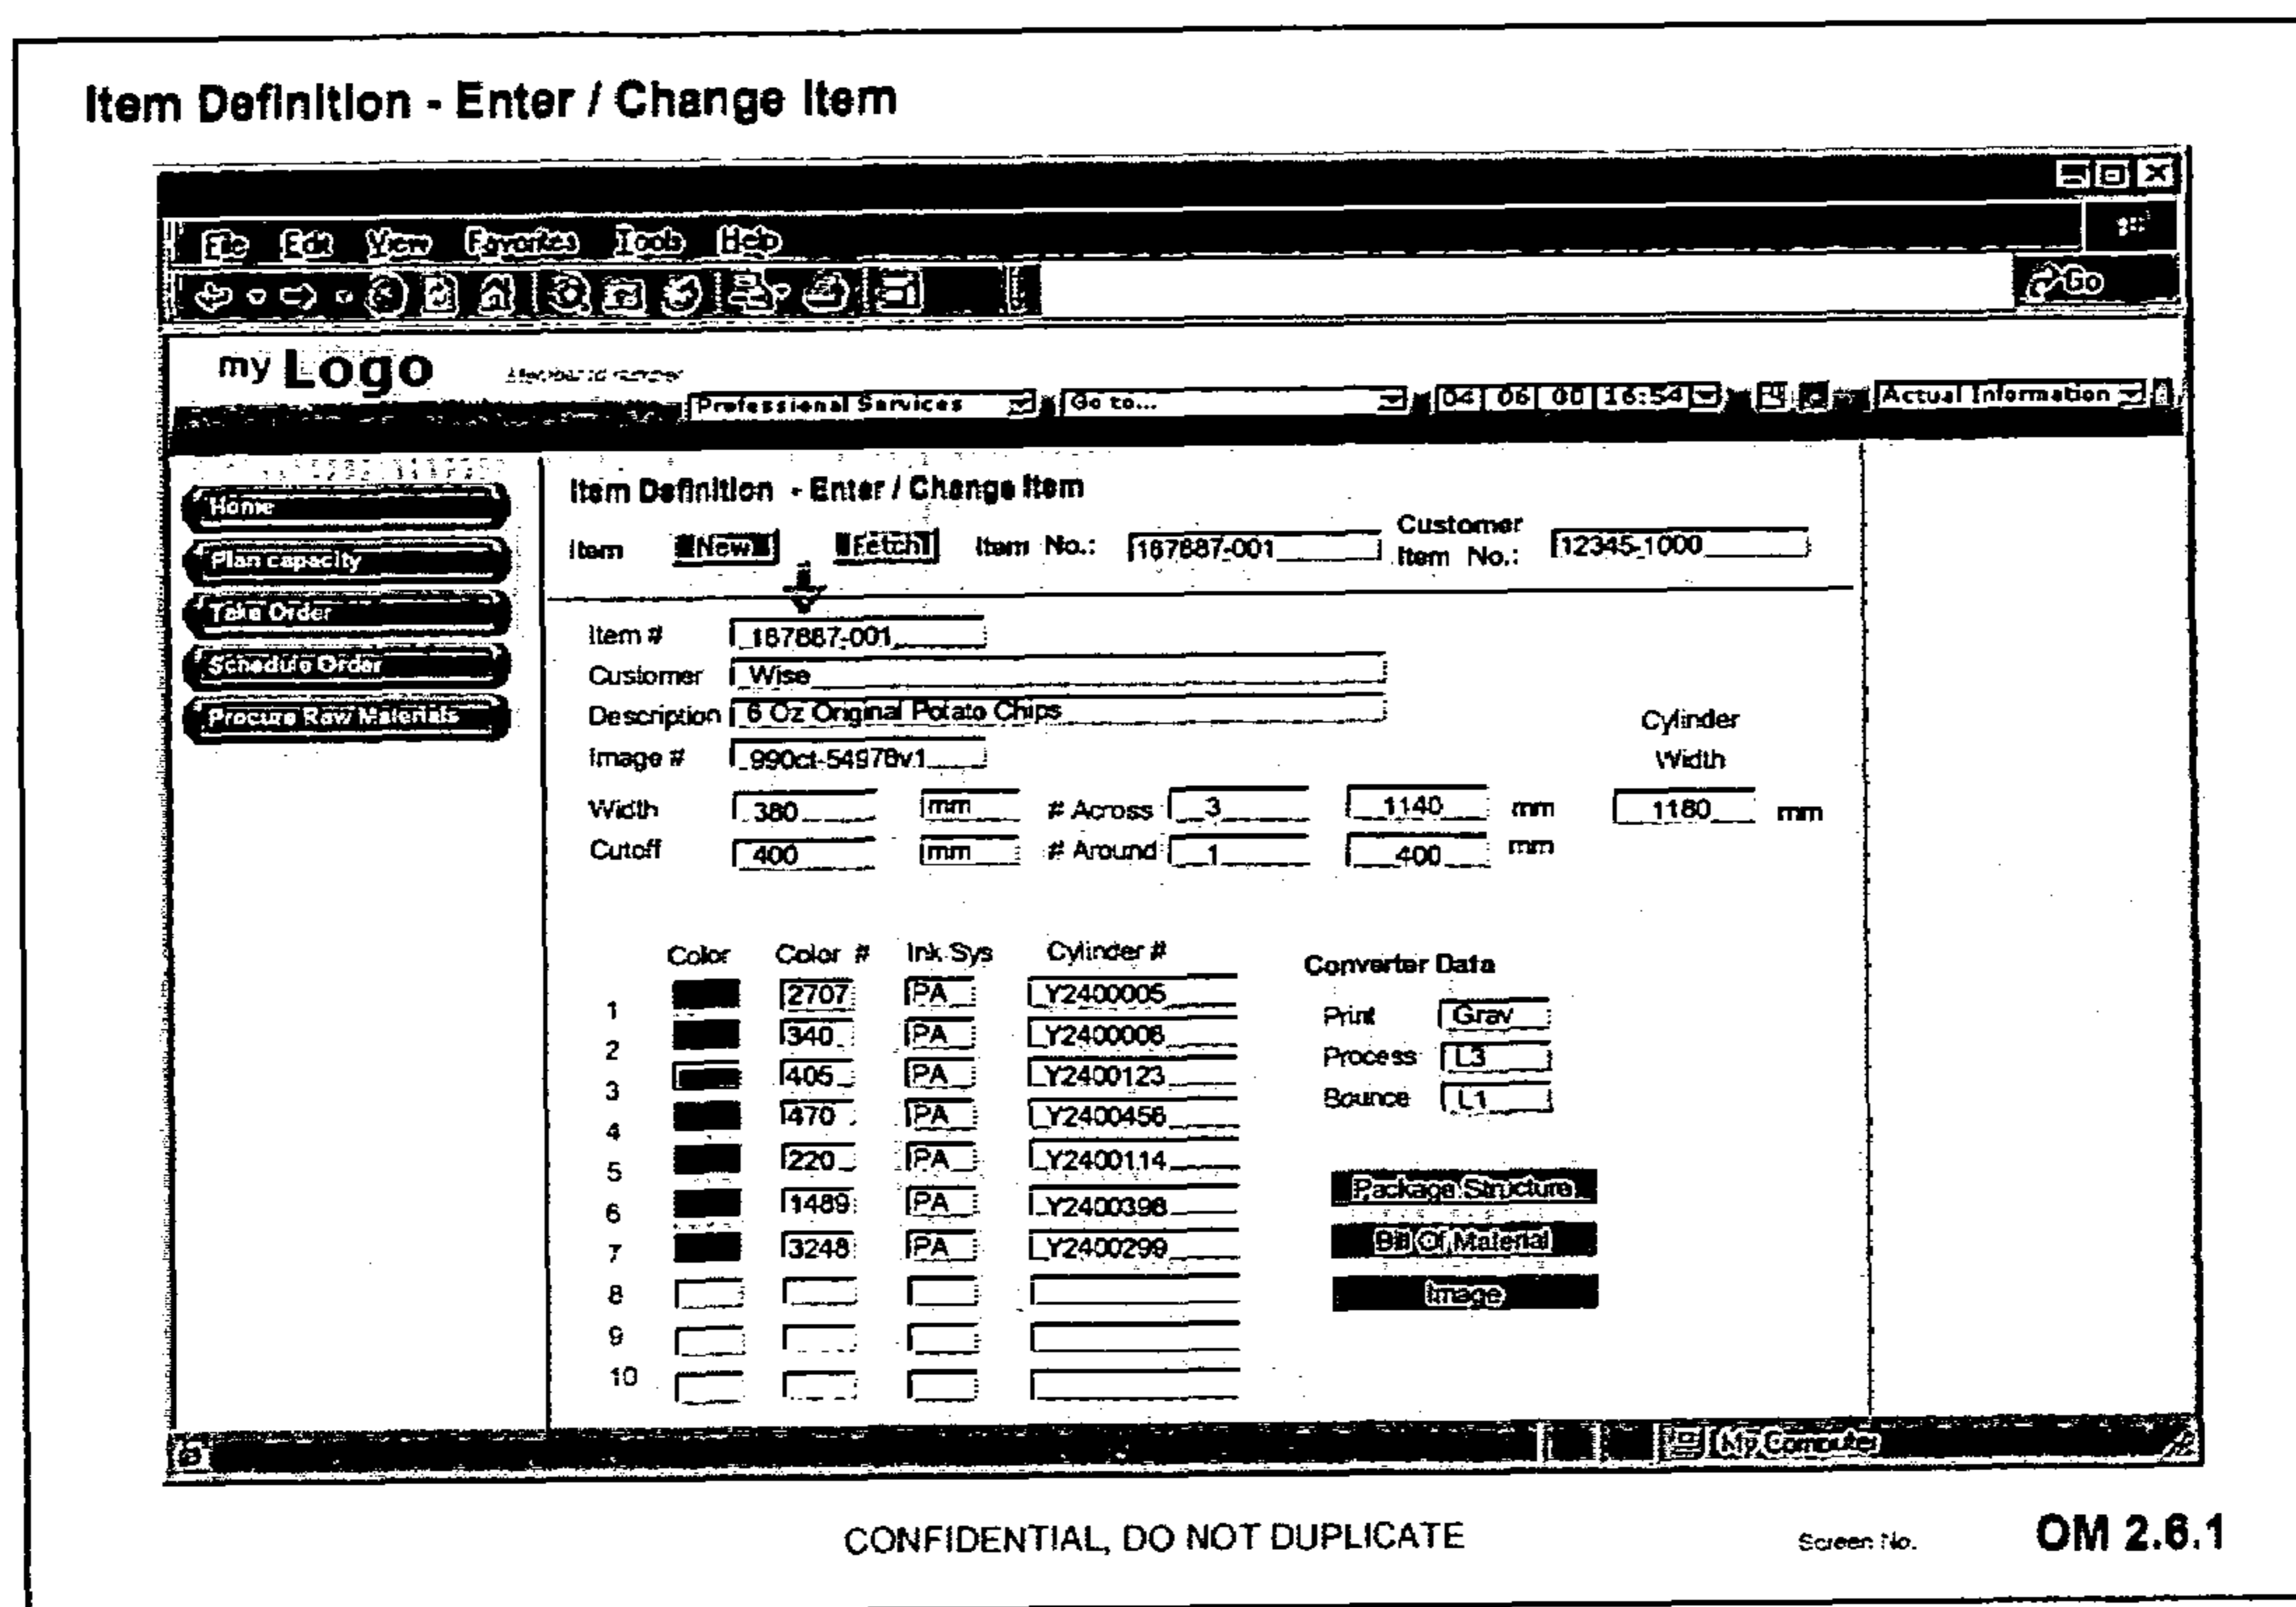 Item Definition - Enter / Change Item
File Edit View Favorites Tools Help
Go
my Logo
Member id number
Professional Services Go to... 04 06 00 16:54 Actual Information
Home
Plan capacity
Take Order
Schedule Order
Procure Raw Materials
Item Definition - Enter / Change Item
Item New Fetch Item No.: 187887-001 Customer Item No.: 12345-1000
Item # 187887-001
Customer Wise
Description 6 Oz Original Potato Chips
Image # 990ct-54978v1
Cylinder
Width
Width 380 mm # Across 3 1140 mm 1180 mm
Cutoff 400 mm # Around 1 400 mm
Color Color # Ink Sys Cylinder #
1 2707 PA Y2400005
2 340 PA Y2400006
3 405 PA Y2400123
4 470 PA Y2400456
5 220 PA Y2400114
6 1489 PA Y2400398
7 3248 PA Y2400299
8
9
10
Converter Data
Print Grav
Process L3
Bounce L1
Package Structure
Bill Of Material
Image
My Computer
CONFIDENTIAL, DO NOT DUPLICATE
Screen No. OM 2.6.1